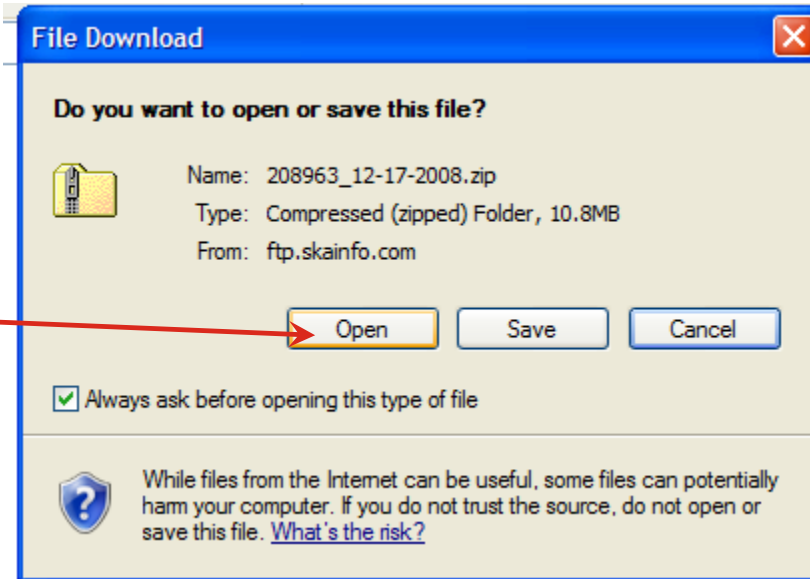 File Download
Do you want to open or save this file?
Name: 208963_12-17-2008.zip
Type: Compressed (zipped) Folder, 10.8MB
From: ftp.skainfo.com
Open Save Cancel
Always ask before opening this type of file
While files from the Internet can be useful, some files can potentially
harm your computer. If you do not trust the source, do not open or
save this file. What's the risk?